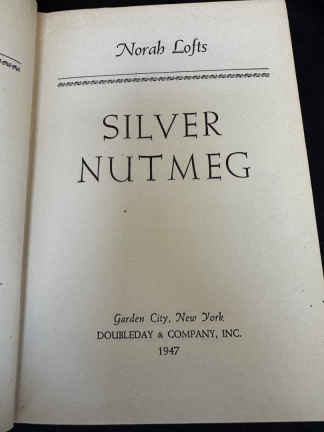 Norah Lofts
SILVER
NUTMEG
Garden City, New York
DOUBLEDAY & COMPANY, INC.
1947